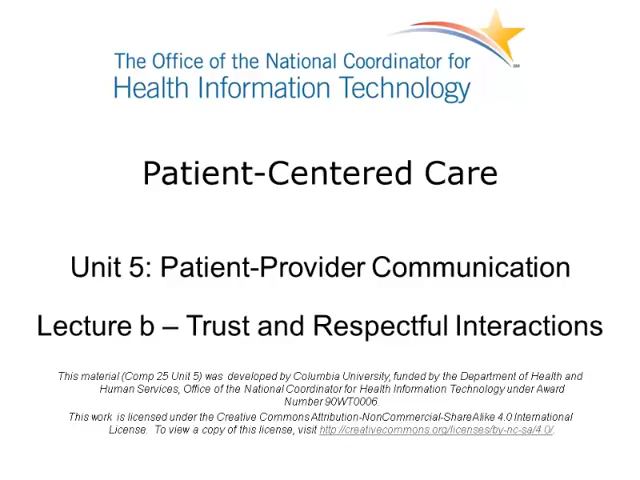 The Office of the National Coordinator for
Health Information Technology
Patient-Centered Care
Unit 5: Patient-Provider Communication
Lecture b – Trust and Respectful Interactions
This material (Comp 25 Unit 5) was developed by Columbia University, funded by the Department of Health and
Human Services, Office of the National Coordinator for Health Information Technology under Award
Number 90WT0006.
This work is licensed under the Creative Commons Attribution-NonCommercial-ShareAlike 4.0 International
License. To view a copy of this license, visit http://creativecommons.org/licenses/by-nc-sa/4.0/.